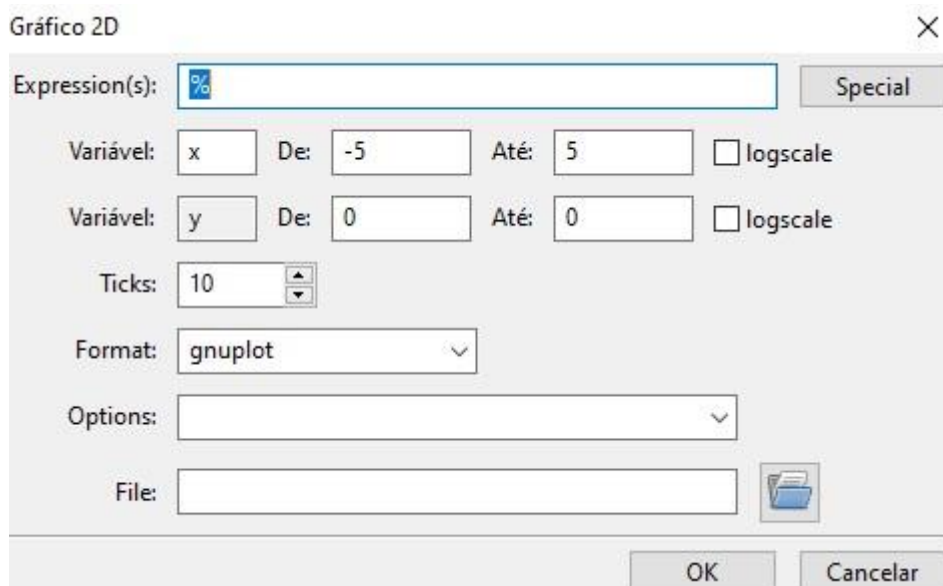 Gráfico 2D
Expression(s): % Special
Variável: x De: -5 Até: 5 logscale
Variável: y De: 0 Até: 0 logscale
Ticks: 10
Format: gnuplot
Options:
File:
OK Cancelar